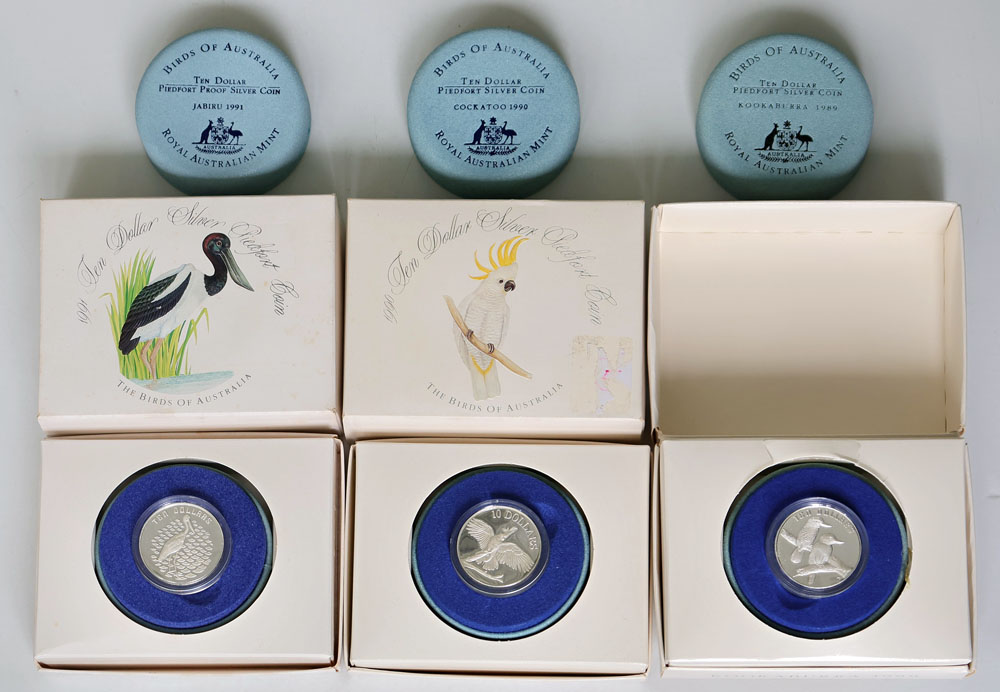 BIRDS OF AUSTRALIA
TEN DOLLAR
PIEDFORT PROOF SILVER COIN
JABIRU 1991
AUSTRALIA
ROYAL AUSTRALIAN MINT
BIRDS OF AUSTRALIA
TEN DOLLAR
PIEDFORT SILVER COIN
COCKATOO 1990
AUSTRALIA
ROYAL AUSTRALIAN MINT
BIRDS OF AUSTRALIA
TEN DOLLAR
PIEDFORT SILVER COIN
KOOKABURRA 1989
AUSTRALIA
ROYAL AUSTRALIAN MINT
1991 Ten Dollar Silver Piedfort Coin
THE BIRDS OF AUSTRALIA
1990 Ten Dollar Silver Piedfort Coin
THE BIRDS OF AUSTRALIA
TEN DOLLARS
10 DOLLARS
TEN DOLLARS